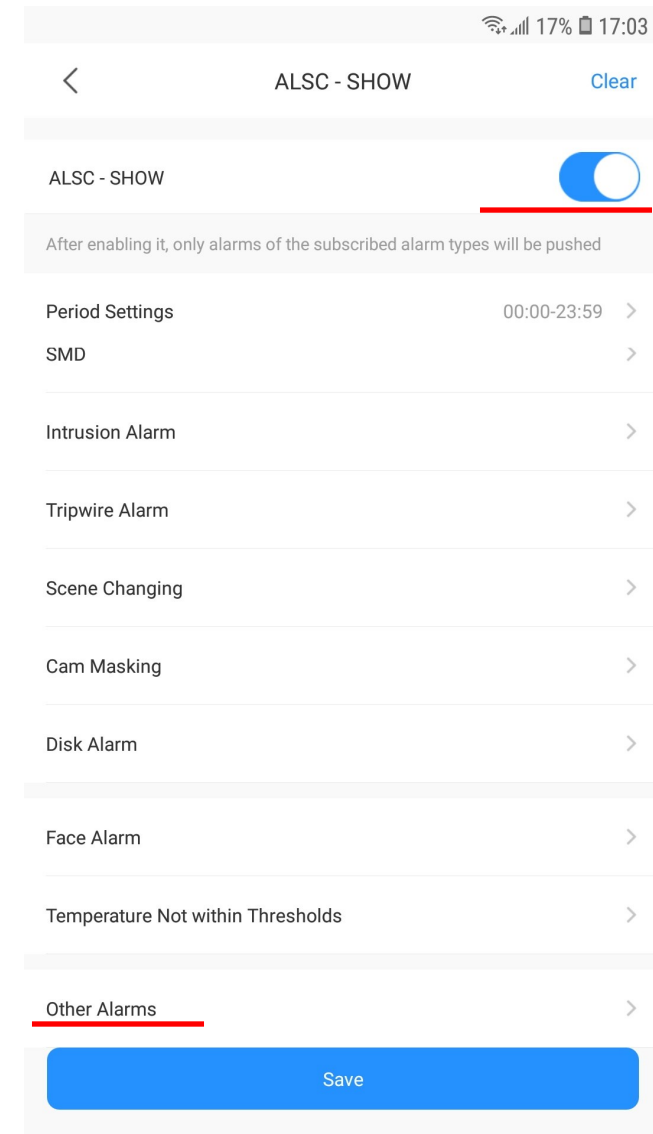 17% 17:03
ALSC - SHOW Clear
ALSC - SHOW
After enabling it, only alarms of the subscribed alarm types will be pushed
Period Settings 00:00-23:59
SMD
Intrusion Alarm
Tripwire Alarm
Scene Changing
Cam Masking
Disk Alarm
Face Alarm
Temperature Not within Thresholds
Other Alarms
Save